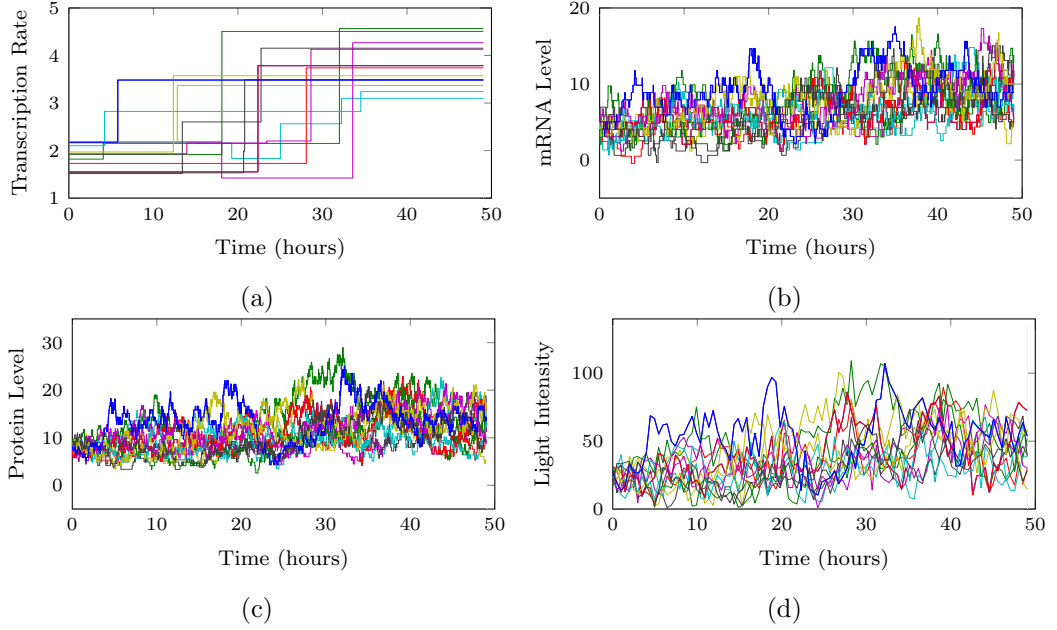 Transcription Rate
5
4
3
2
1
0 10 20 30 40 50
Time (hours)
(a)
mRNA Level
20
10
0
0 10 20 30 40 50
Time (hours)
(b)
Protein Level
30
20
10
0
0 10 20 30 40 50
Time (hours)
(c)
Light Intensity
100
50
0
0 10 20 30 40 50
Time (hours)
(d)